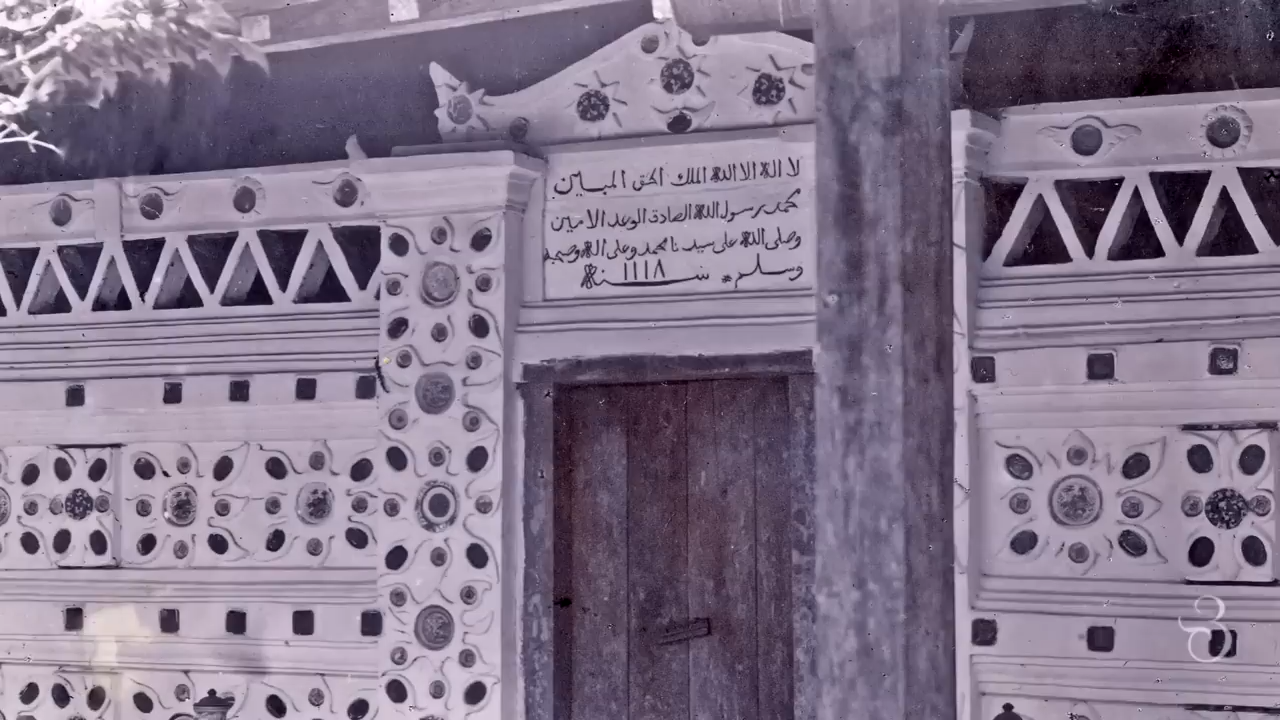 لا اله الا الله الملك الحق المبين
محمد رسول الله الصادق الوعد الامين
وصلى الله على سيدنا محمد وعلى اله وصحبه
وسلم سنة ١١١٨